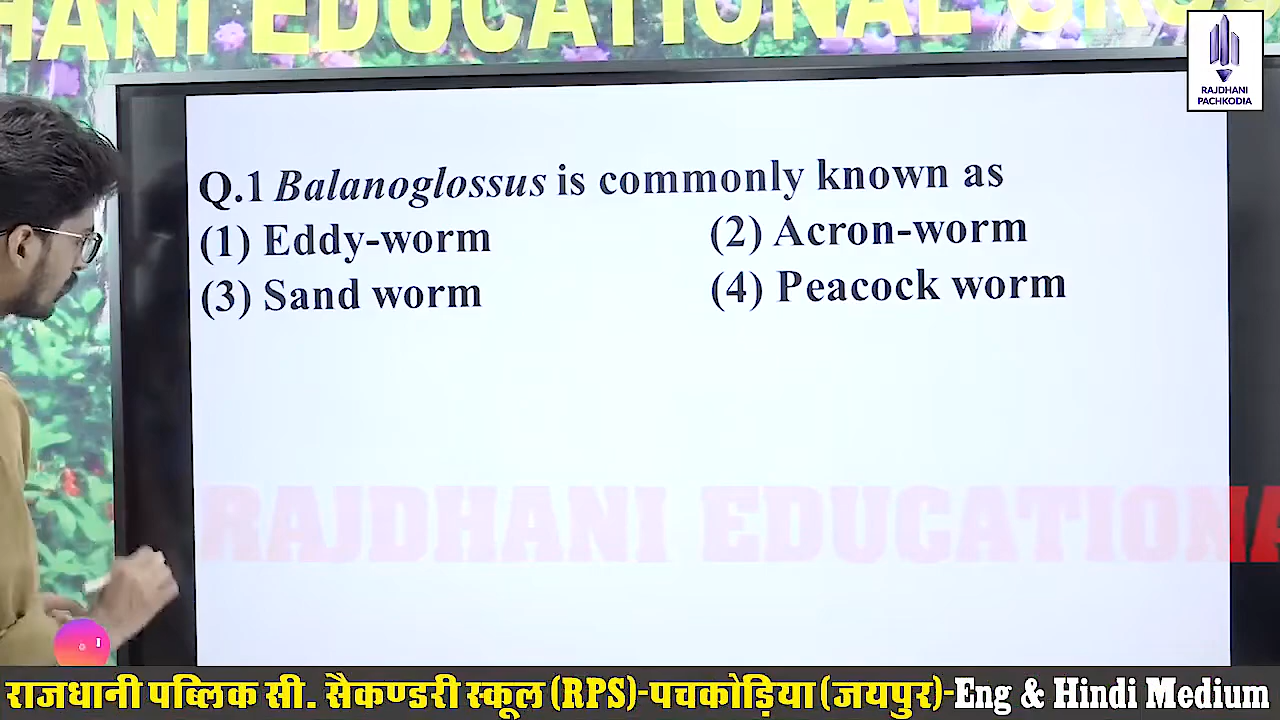 HANI EDUCATIONAL GROU
RAJDHANI
PACHKODIA
Q.1 Balanoglossus is commonly known as
(1) Eddy-worm (2) Acron-worm
(3) Sand worm (4) Peacock worm
RAJDHANI EDUCATIONA
राजधानी पब्लिक सी. सैकण्डरी स्कूल (RPS)-पचकोड़िया (जयपुर)-Eng & Hindi Medium